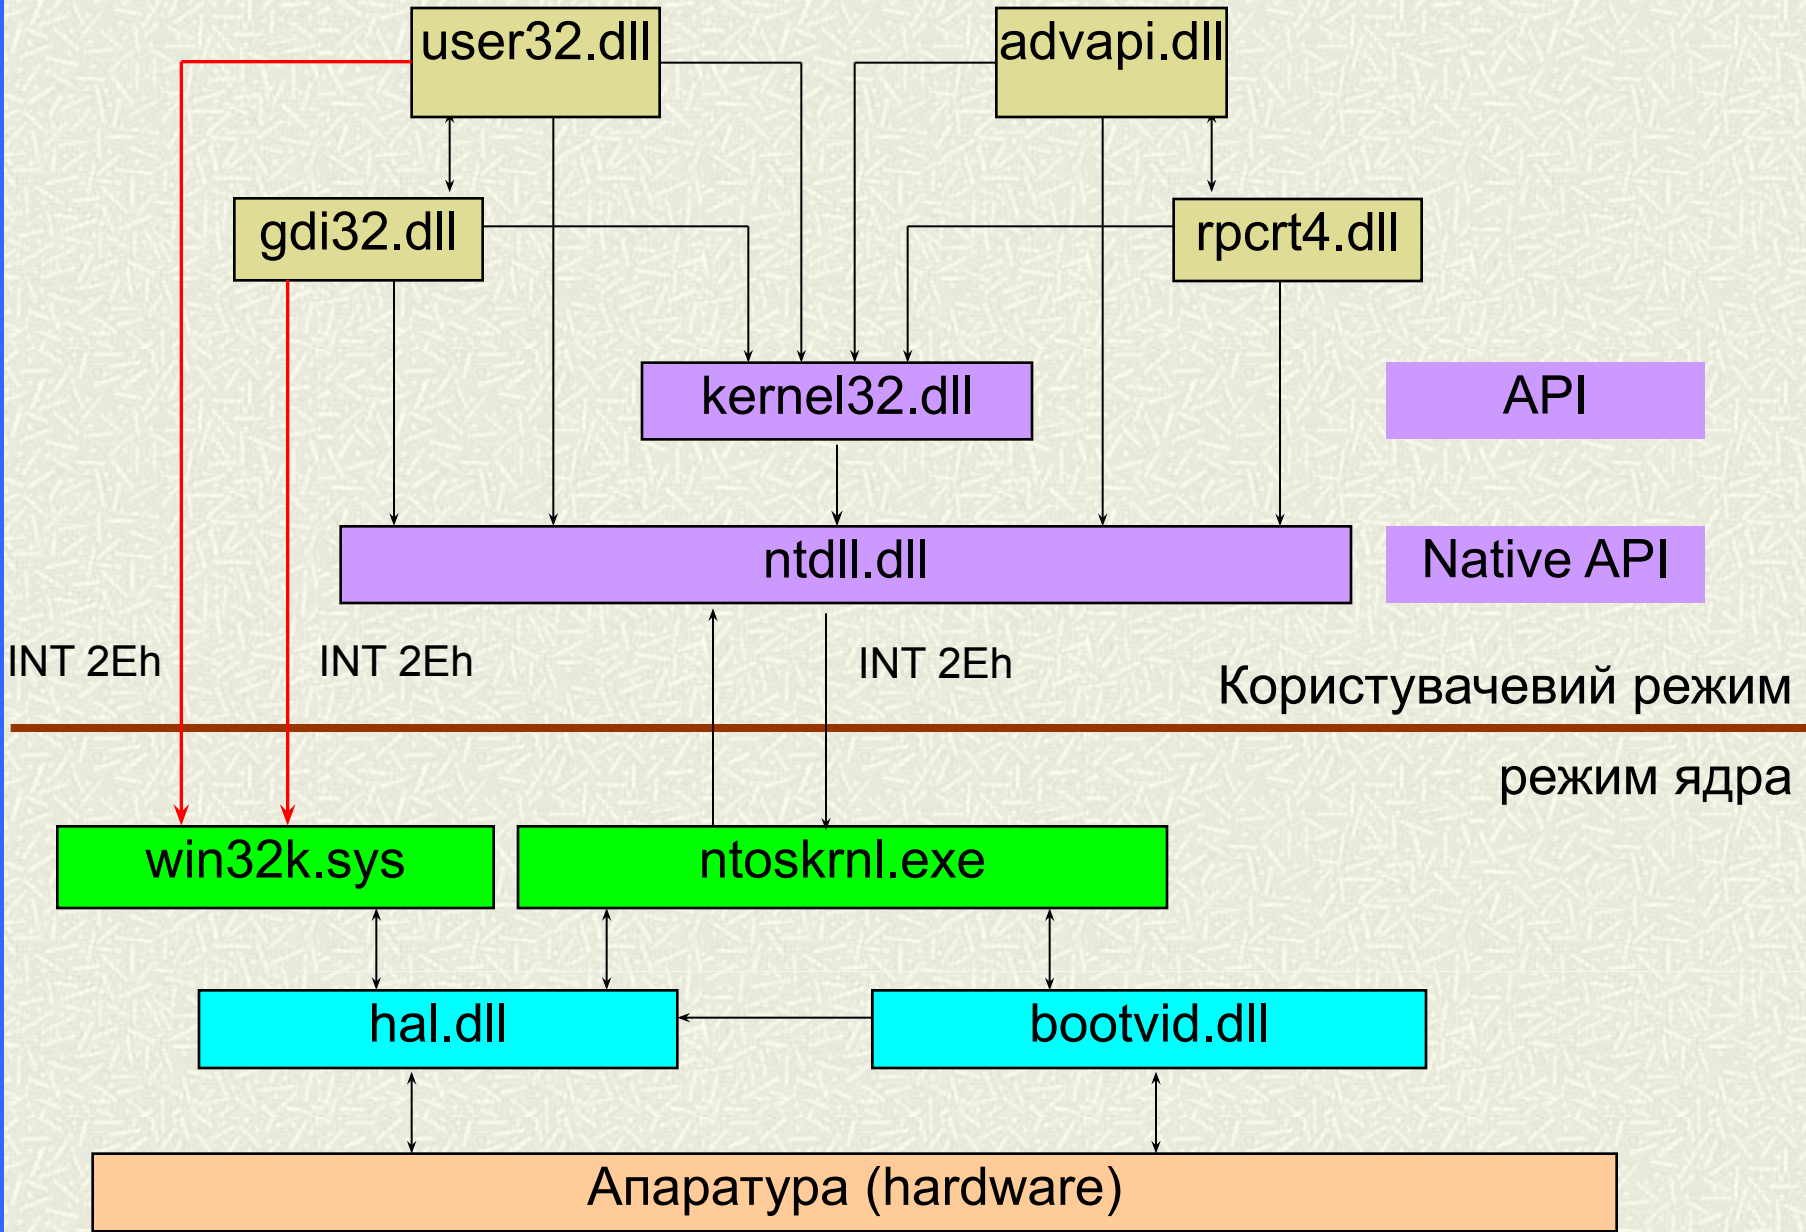 user32.dll
advapi.dll
gdi32.dll
rpcrt4.dll
kernel32.dll
API
ntdll.dll
Native API
INT 2Eh
INT 2Eh
INT 2Eh
Користувачевий режим
режим ядра
win32k.sys
ntoskrnl.exe
hal.dll
bootvid.dll
Апаратура (hardware)